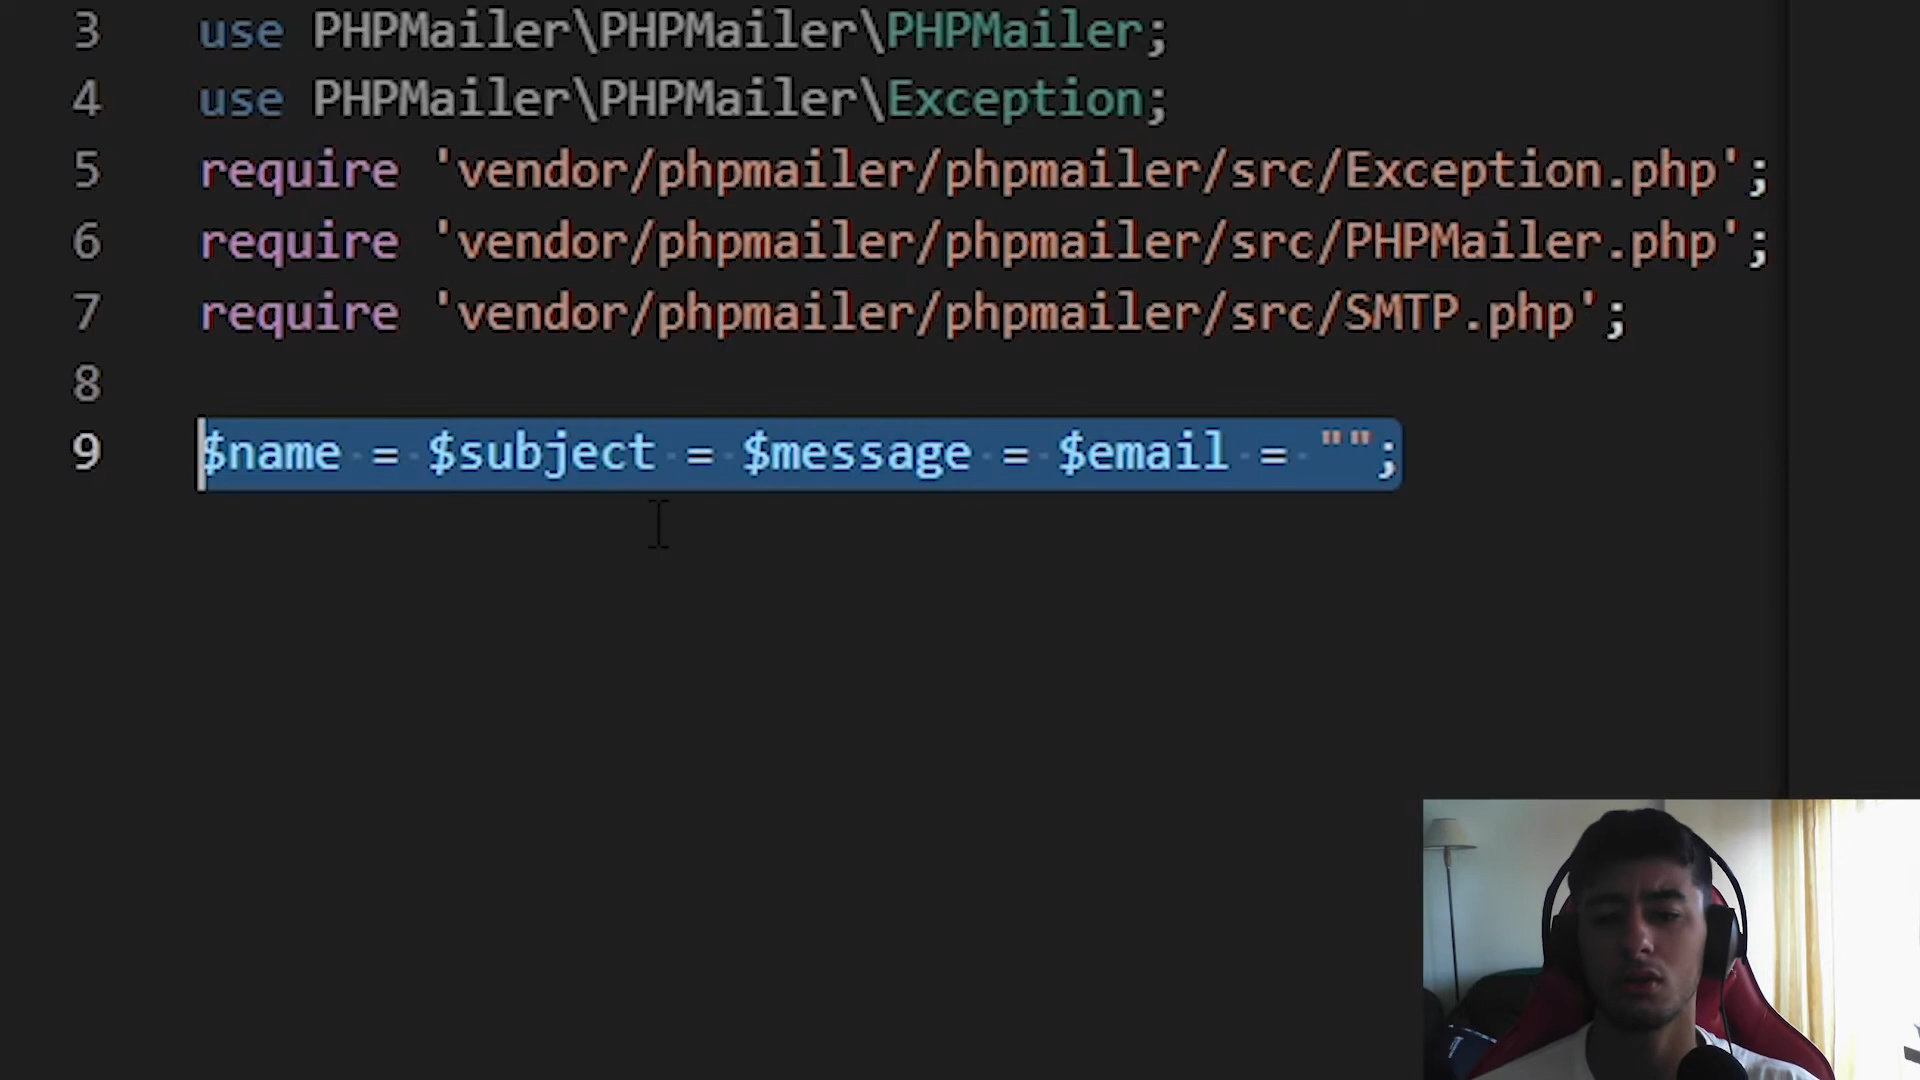 3 use PHPMailer\PHPMailer\PHPMailer;
4 use PHPMailer\PHPMailer\Exception;
5 require 'vendor/phpmailer/phpmailer/src/Exception.php';
6 require 'vendor/phpmailer/phpmailer/src/PHPMailer.php';
7 require 'vendor/phpmailer/phpmailer/src/SMTP.php';
8
9 $name = $subject = $message = $email = "";